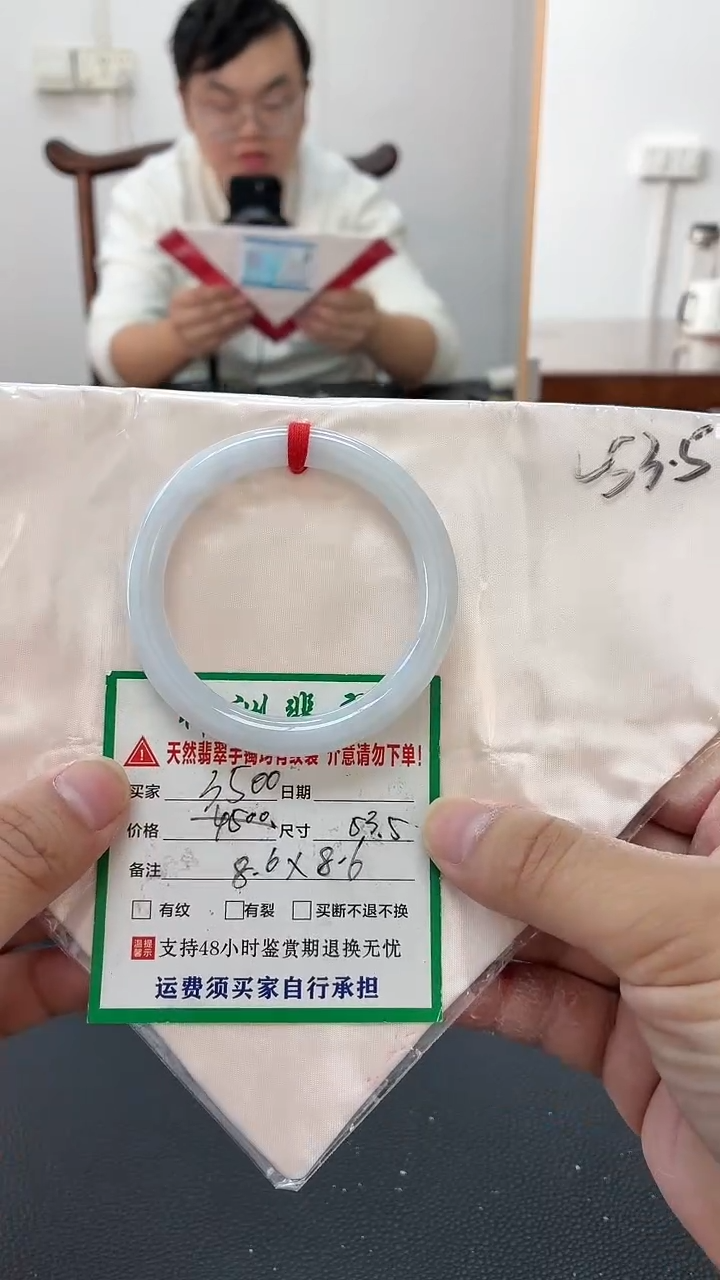 53.5
天然翡翠手镯均有纹裂 介意请勿下单!
买家 3500 日期
价格 4500 尺寸 53.5
备注 8.6×8.6
有纹 有裂 买断不退不换
温馨提示 支持48小时鉴赏期退换无忧
运费须买家自行承担